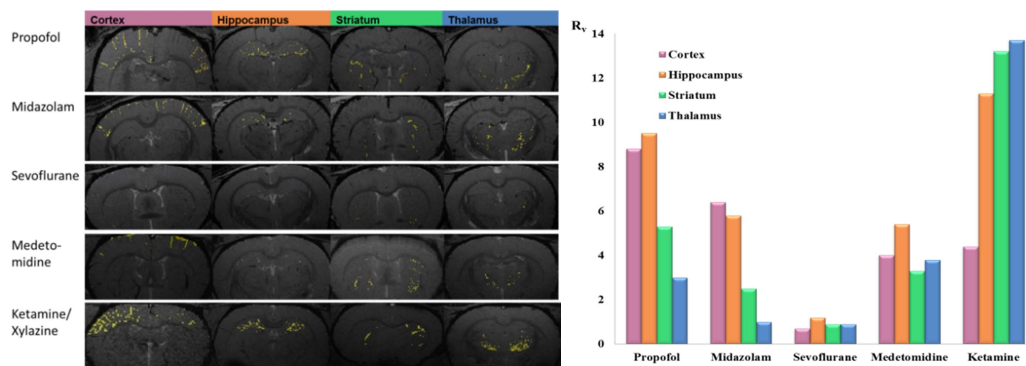 Cortex Hippocampus Striatum Thalamus
Propofol
Midazolam
Sevoflurane
Medeto-
midine
Ketamine/
Xylazine
Rv
14
12
10
8
6
4
2
0
Cortex
Hippocampus
Striatum
Thalamus
Propofol Midazolam Sevoflurane Medetomidine Ketamine